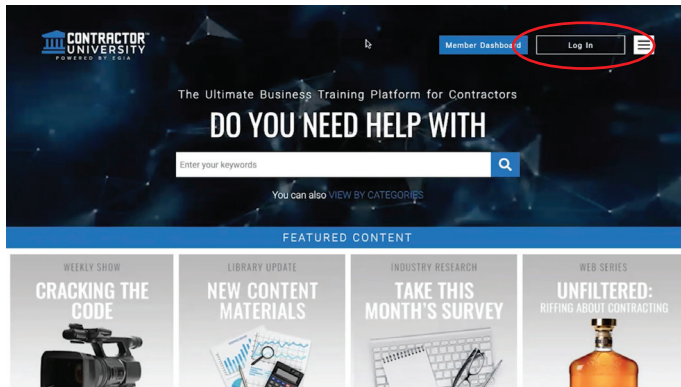 CONTRACTOR™
UNIVERSITY
POWERED BY EGIA
Member Dashboard
Log In
The Ultimate Business Training Platform for Contractors
DO YOU NEED HELP WITH
Enter your keywords
You can also VIEW BY CATEGORIES
FEATURED CONTENT
WEEKLY SHOW
CRACKING THE
CODE
LIBRARY UPDATE
NEW CONTENT
MATERIALS
INDUSTRY RESEARCH
TAKE THIS
MONTH'S SURVEY
WEB SERIES
UNFILTERED:
RIFFING ABOUT CONTRACTING